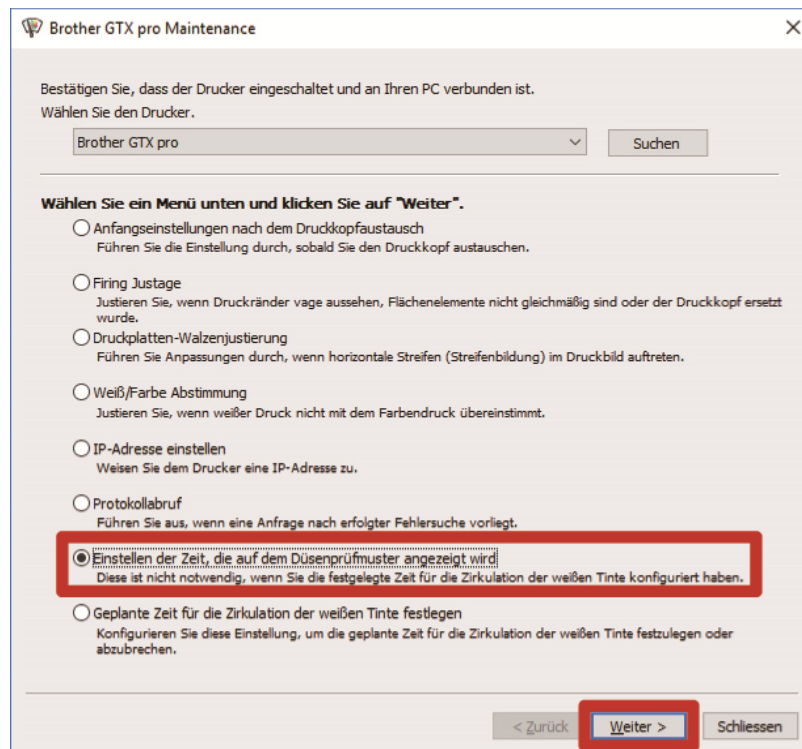 Brother GTX pro Maintenance
Bestätigen Sie, dass der Drucker eingeschaltet und an Ihren PC verbunden ist.
Wählen Sie den Drucker.
Brother GTX pro
Suchen
Wählen Sie ein Menü unten und klicken Sie auf "Weiter".
Anfangseinstellungen nach dem Druckkopfaustausch
Führen Sie die Einstellung durch, sobald Sie den Druckkopf austauschen.
Firing Justage
Justieren Sie, wenn Druckränder vage aussehen, Flächenelemente nicht gleichmäßig sind oder der Druckkopf ersetzt
wurde.
Druckplatten-Walzenjustierung
Führen Sie Anpassungen durch, wenn horizontale Streifen (Streifenbildung) im Druckbild auftreten.
Weiß/Farbe Abstimmung
Justieren Sie, wenn weißer Druck nicht mit dem Farbendruck übereinstimmt.
IP-Adresse einstellen
Weisen Sie dem Drucker eine IP-Adresse zu.
Protokollabruf
Führen Sie aus, wenn eine Anfrage nach erfolgter Fehlersuche vorliegt.
Einstellen der Zeit, die auf dem Düsenprüfmuster angezeigt wird
Diese ist nicht notwendig, wenn Sie die festgelegte Zeit für die Zirkulation der weißen Tinte konfiguriert haben.
Geplante Zeit für die Zirkulation der weißen Tinte festlegen
Konfigurieren Sie diese Einstellung, um die geplante Zeit für die Zirkulation der weißen Tinte festzulegen oder
abzubrechen.
< Zurück
Weiter >
Schliessen